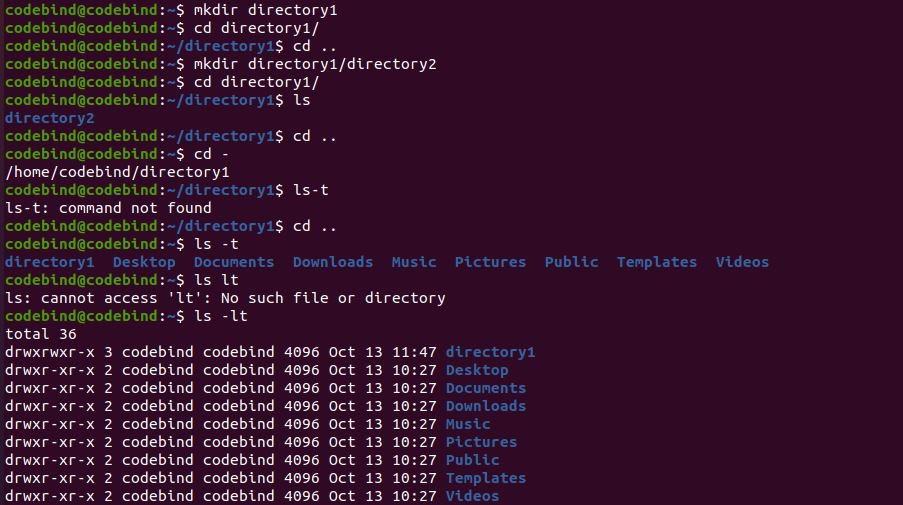 codebind@codebind:~$ mkdir directory1
codebind@codebind:~$ cd directory1/
codebind@codebind:~/directory1$ cd ..
codebind@codebind:~$ mkdir directory1/directory2
codebind@codebind:~$ cd directory1/
codebind@codebind:~/directory1$ ls
directory2
codebind@codebind:~/directory1$ cd ..
codebind@codebind:~$ cd -
/home/codebind/directory1
codebind@codebind:~/directory1$ ls-t
ls-t: command not found
codebind@codebind:~/directory1$ cd ..
codebind@codebind:~$ ls -t
directory1  Desktop  Documents  Downloads  Music  Pictures  Public  Templates  Videos
codebind@codebind:~$ ls lt
ls: cannot access 'lt': No such file or directory
codebind@codebind:~$ ls -lt
total 36
drwxrwxr-x 3 codebind codebind 4096 Oct 13 11:47 directory1
drwxr-xr-x 2 codebind codebind 4096 Oct 13 10:27 Desktop
drwxr-xr-x 2 codebind codebind 4096 Oct 13 10:27 Documents
drwxr-xr-x 2 codebind codebind 4096 Oct 13 10:27 Downloads
drwxr-xr-x 2 codebind codebind 4096 Oct 13 10:27 Music
drwxr-xr-x 2 codebind codebind 4096 Oct 13 10:27 Pictures
drwxr-xr-x 2 codebind codebind 4096 Oct 13 10:27 Public
drwxr-xr-x 2 codebind codebind 4096 Oct 13 10:27 Templates
drwxr-xr-x 2 codebind codebind 4096 Oct 13 10:27 Videos